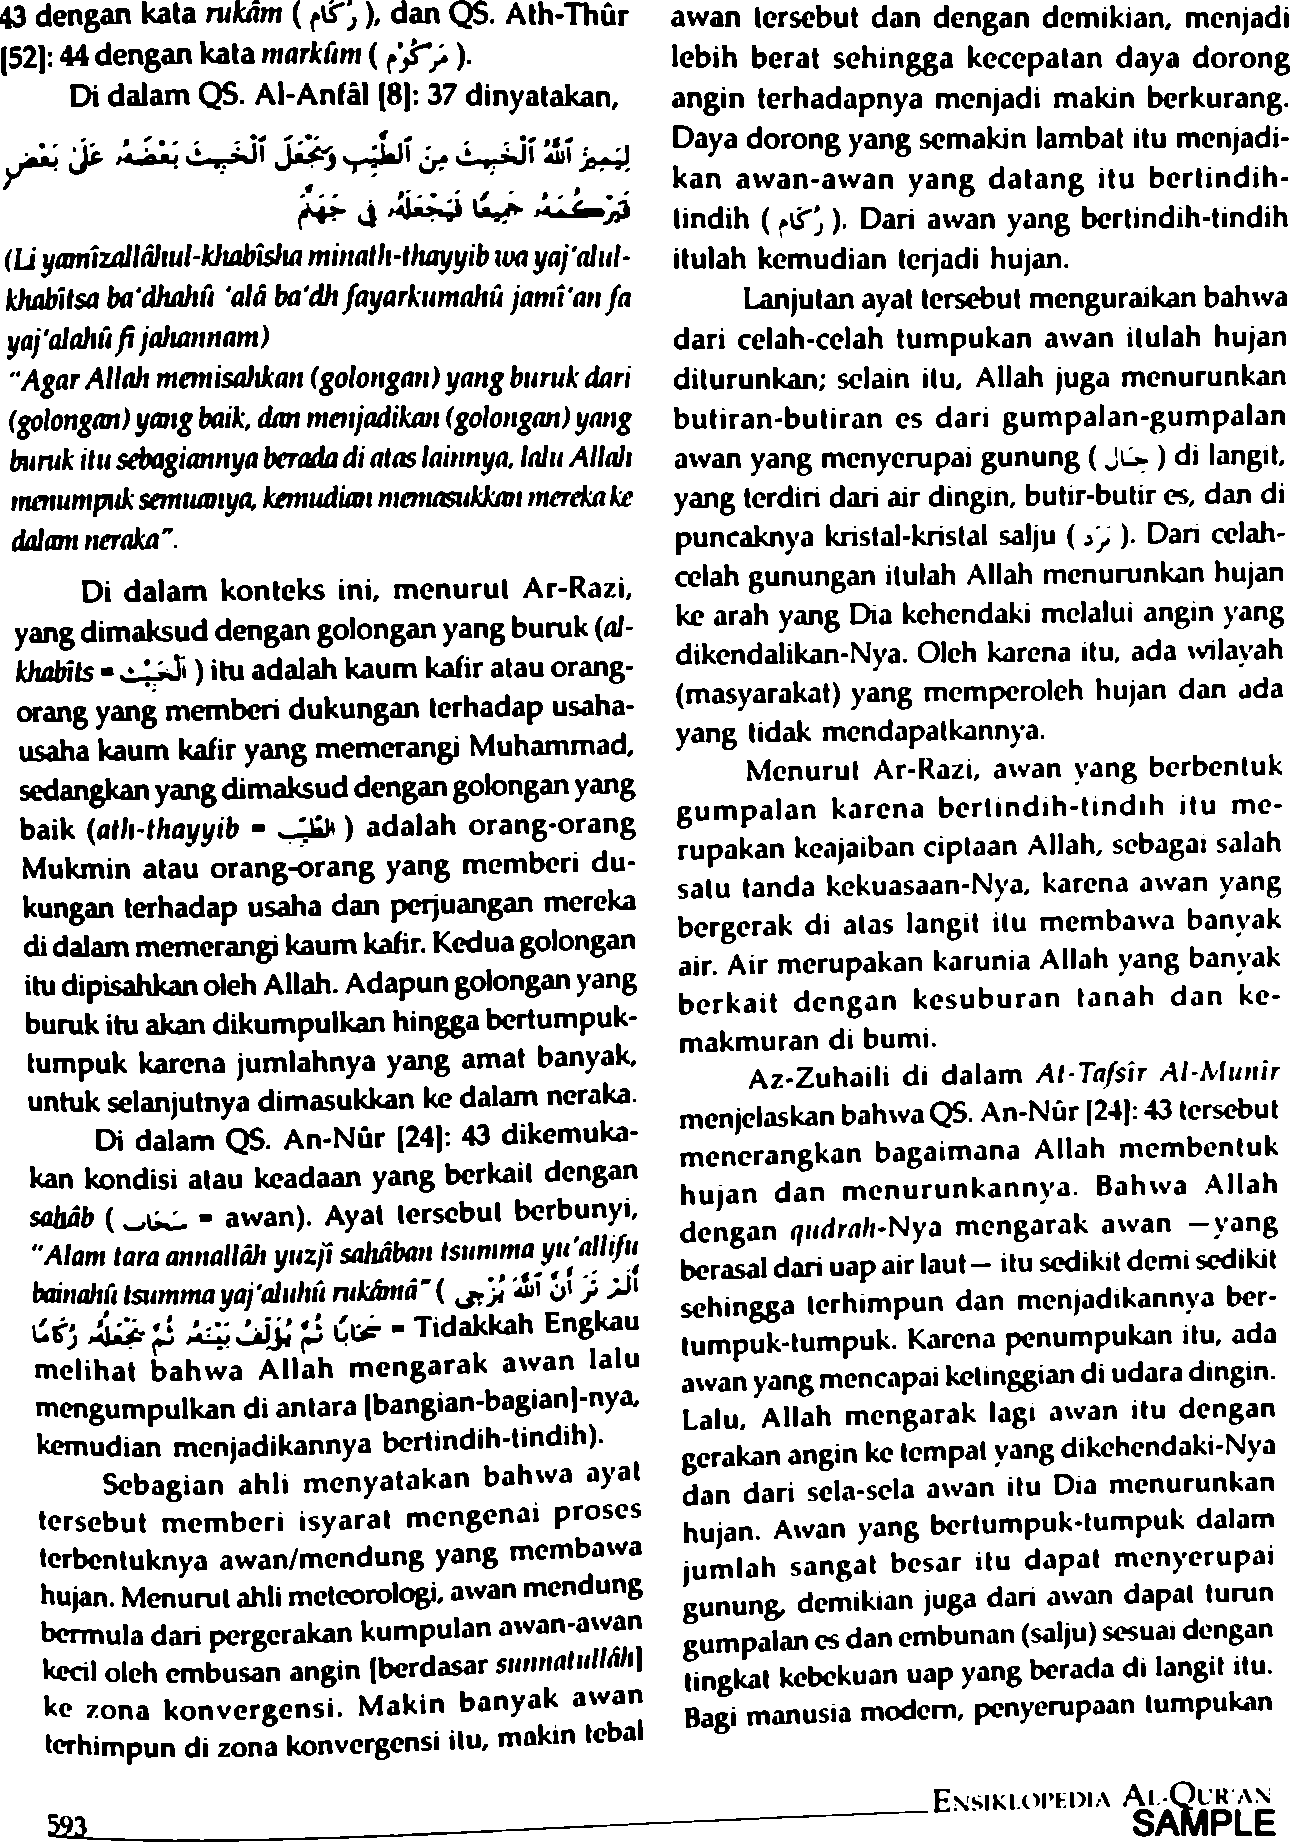 43 dengan kata rukâm ( رُكَام ), dan QS. Ath-Thûr
[52]: 44 dengan kata markûm ( مَرْكُوْم ).
Di dalam QS. Al-Anfâl [8]: 37 dinyatakan,
لِيَمِيزَ ٱللَّهُ ٱلْخَبِيثَ مِنَ ٱلطَّيِّبِ وَيَجْعَلَ ٱلْخَبِيثَ بَعْضَهُۥ عَلَىٰ بَعْضٍ
فَيَرْكُمَهُۥ جَمِيعًا فَيَجْعَلَهُۥ فِى جَهَنَّمَ
(Li yamîzallâhul-khabîsha minath-thayyib wa yaj'alul-
khabîtsa ba'dhahû 'alâ ba'dh fayarkumahû jamî'an fa
yaj'alahû fi jahannam)
"Agar Allah memisahkan (golongan) yang buruk dari
(golongan) yang baik, dan menjadikan (golongan) yang
buruk itu sebagiannya berada di atas lainnya, lalu Allah
menumpuk semuanya, kemudian memasukkan mereka ke
dalam neraka".
Di dalam konteks ini, menurut Ar-Razi,
yang dimaksud dengan golongan yang buruk (al-
khabîts = الْخَبِيْث ) itu adalah kaum kafir atau orang-
orang yang memberi dukungan terhadap usaha-
usaha kaum kafir yang memerangi Muhammad,
sedangkan yang dimaksud dengan golongan yang
baik (ath-thayyib = الطَّيِّب ) adalah orang-orang
Mukmin atau orang-orang yang memberi du-
kungan terhadap usaha dan perjuangan mereka
di dalam memerangi kaum kafir. Kedua golongan
itu dipisahkan oleh Allah. Adapun golongan yang
buruk itu akan dikumpulkan hingga bertumpuk-
tumpuk karena jumlahnya yang amat banyak,
untuk selanjutnya dimasukkan ke dalam neraka.
Di dalam QS. An-Nûr [24]: 43 dikemuka-
kan kondisi atau keadaan yang berkait dengan
sahâb ( سَحَاب = awan). Ayat tersebut berbunyi,
"Alam tara annallâh yuzjî sahâban tsumma yu'allifu
bainahû tsumma yaj'aluhû rukâmâ" ( أَلَمْ تَرَ أَنَّ ٱللَّهَ يُزْجِى
سَحَابًا ثُمَّ يُؤَلِّفُ بَيْنَهُۥ ثُمَّ يَجْعَلُهُۥ رُكَامًا = Tidakkah Engkau
melihat bahwa Allah mengarak awan lalu
mengumpulkan di antara [bangian-bagian]-nya,
kemudian menjadikannya bertindih-tindih).
Sebagian ahli menyatakan bahwa ayat
tersebut memberi isyarat mengenai proses
terbentuknya awan/mendung yang membawa
hujan. Menurut ahli meteorologi, awan mendung
bermula dari pergerakan kumpulan awan-awan
kecil oleh embusan angin [berdasar sunnatullâh]
ke zona konvergensi. Makin banyak awan
terhimpun di zona konvergensi itu, makin tebal
awan tersebut dan dengan demikian, menjadi
lebih berat sehingga kecepatan daya dorong
angin terhadapnya menjadi makin berkurang.
Daya dorong yang semakin lambat itu menjadi-
kan awan-awan yang datang itu bertindih-
tindih ( رُكَام ). Dari awan yang bertindih-tindih
itulah kemudian terjadi hujan.
Lanjutan ayat tersebut menguraikan bahwa
dari celah-celah tumpukan awan itulah hujan
diturunkan; selain itu, Allah juga menurunkan
butiran-butiran es dari gumpalan-gumpalan
awan yang menyerupai gunung ( جِبَال ) di langit,
yang terdiri dari air dingin, butir-butir es, dan di
puncaknya kristal-kristal salju ( بَرَد ). Dari celah-
celah gunungan itulah Allah menurunkan hujan
ke arah yang Dia kehendaki melalui angin yang
dikendalikan-Nya. Oleh karena itu, ada wilayah
(masyarakat) yang memperoleh hujan dan ada
yang tidak mendapatkannya.
Menurut Ar-Razi, awan yang berbentuk
gumpalan karena bertindih-tindih itu me-
rupakan keajaiban ciptaan Allah, sebagai salah
satu tanda kekuasaan-Nya, karena awan yang
bergerak di atas langit itu membawa banyak
air. Air merupakan karunia Allah yang banyak
berkait dengan kesuburan tanah dan ke-
makmuran di bumi.
Az-Zuhaili di dalam At-Tafsîr Al-Munir
menjelaskan bahwa QS. An-Nûr [24]: 43 tersebut
menerangkan bagaimana Allah membentuk
hujan dan menurunkannya. Bahwa Allah
dengan qudrah-Nya mengarak awan —yang
berasal dari uap air laut— itu sedikit demi sedikit
sehingga terhimpun dan menjadikannya ber-
tumpuk-tumpuk. Karena penumpukan itu, ada
awan yang mencapai ketinggian di udara dingin.
Lalu, Allah mengarak lagi awan itu dengan
gerakan angin ke tempat yang dikehendaki-Nya
dan dari sela-sela awan itu Dia menurunkan
hujan. Awan yang bertumpuk-tumpuk dalam
jumlah sangat besar itu dapat menyerupai
gunung, demikian juga dari awan dapat turun
gumpalan es dan embunan (salju) sesuai dengan
tingkat kebekuan uap yang berada di langit itu.
Bagi manusia modern, penyerupaan tumpukan
593
ENSIKLOPEDIA AL-QUR'AN
SAMPLE